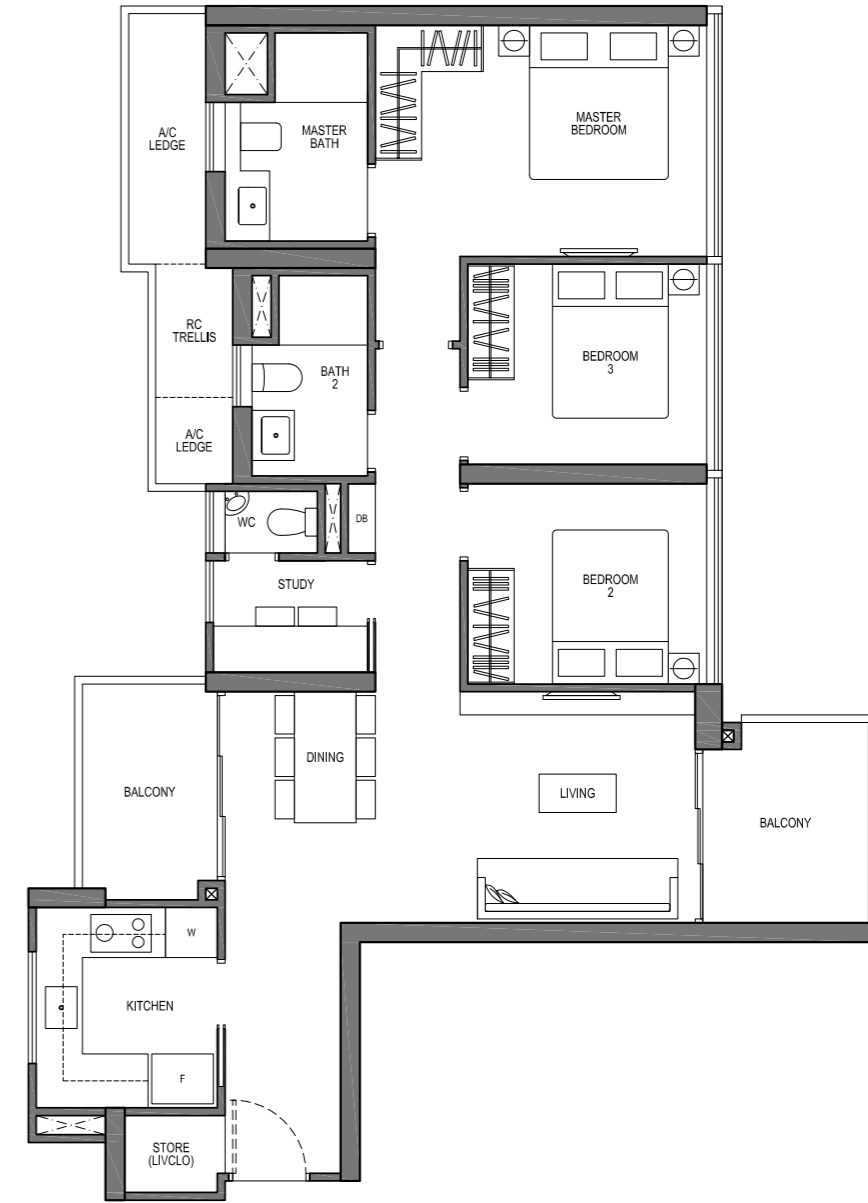 A/C
LEDGE
MASTER
BATH
MASTER
BEDROOM
RC
TRELLIS
BATH
2
BEDROOM
3
A/C
LEDGE
WC
DB
STUDY
BEDROOM
2
DINING
BALCONY
LIVING
BALCONY
W
KITCHEN
F
STORE
(LIVCLO)